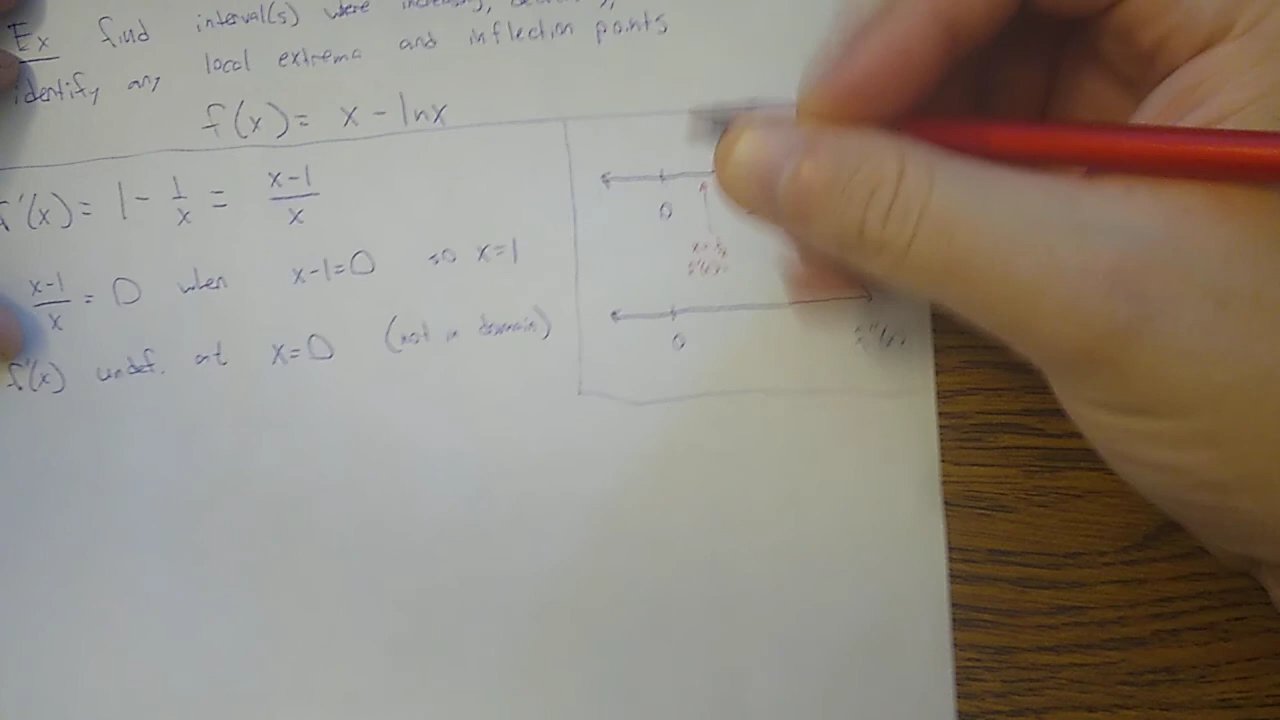 Ex find interval(s) where
identify any local extrema and inflection points
f(x) = x - lnx
f'(x) = 1 - 1/x = x-1/x
x-1/x = 0 when x-1=0 so x=1
f'(x) undef. at x=0 (not in domain)
0
0
f''(x)